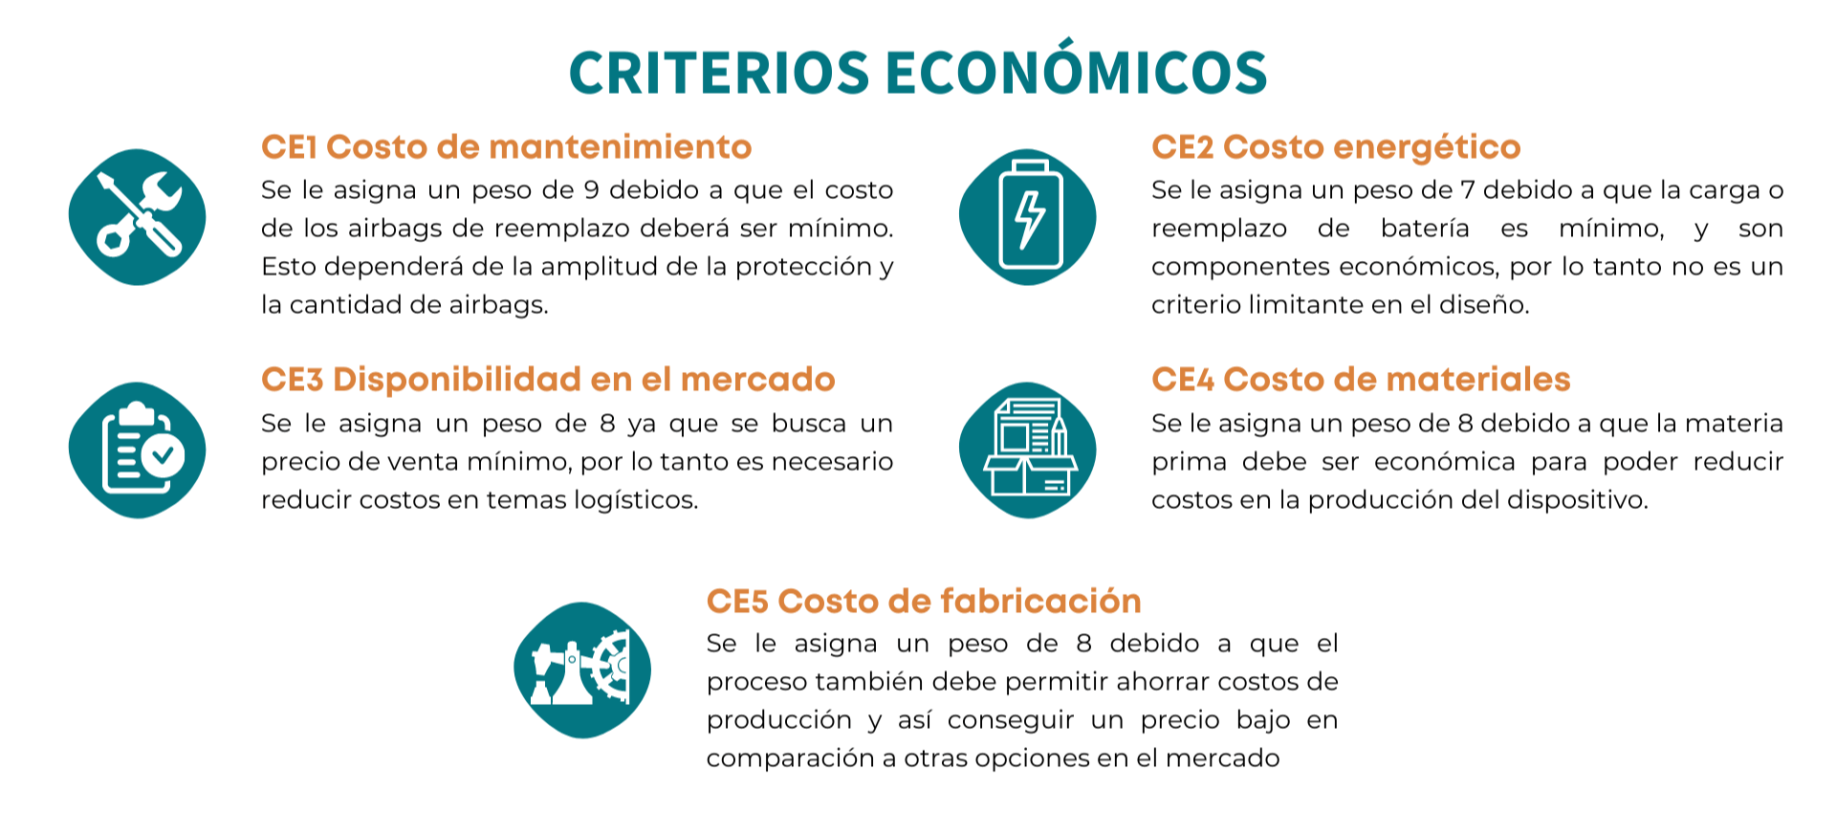 CRITERIOS ECONÓMICOS
CE1 Costo de mantenimiento
Se le asigna un peso de 9 debido a que el costo
de los airbags de reemplazo deberá ser mínimo.
Esto dependerá de la amplitud de la protección y
la cantidad de airbags.
CE2 Costo energético
Se le asigna un peso de 7 debido a que la carga o
reemplazo de batería es mínimo, y son
componentes económicos, por lo tanto no es un
criterio limitante en el diseño.
CE3 Disponibilidad en el mercado
Se le asigna un peso de 8 ya que se busca un
precio de venta mínimo, por lo tanto es necesario
reducir costos en temas logísticos.
CE4 Costo de materiales
Se le asigna un peso de 8 debido a que la materia
prima debe ser económica para poder reducir
costos en la producción del dispositivo.
CE5 Costo de fabricación
Se le asigna un peso de 8 debido a que el
proceso también debe permitir ahorrar costos de
producción y así conseguir un precio bajo en
comparación a otras opciones en el mercado